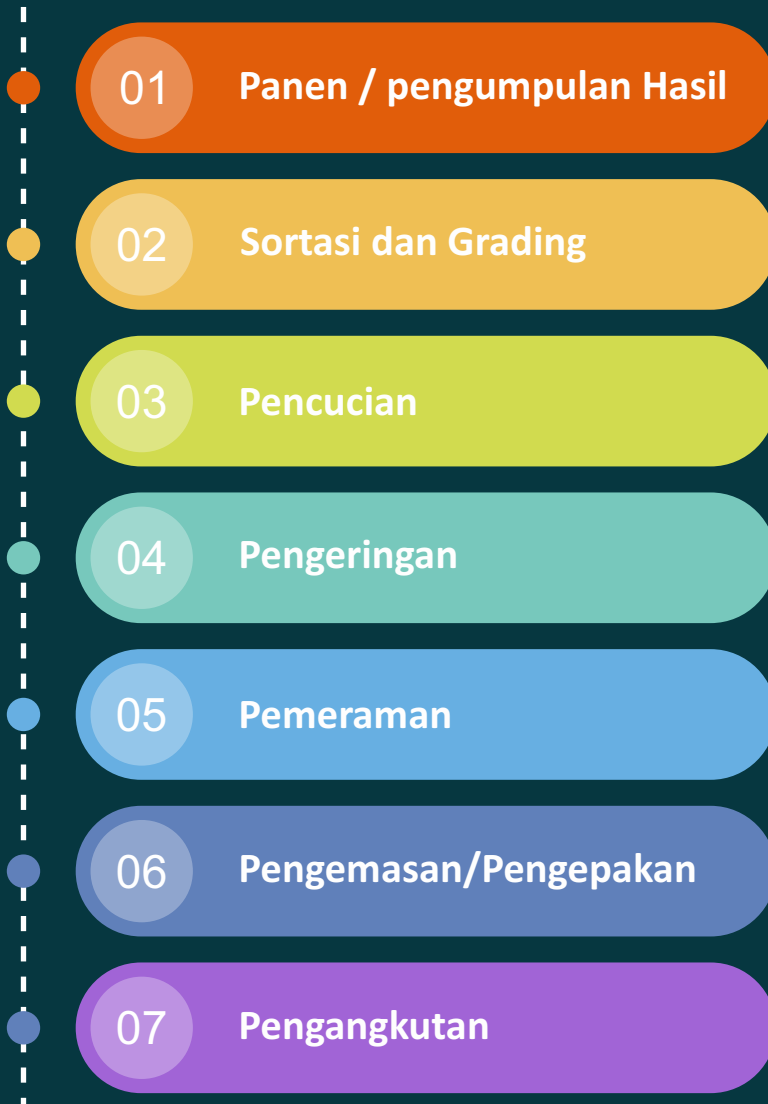 01 Panen / pengumpulan Hasil
02 Sortasi dan Grading
03 Pencucian
04 Pengeringan
05 Pemeraman
06 Pengemasan/Pengepakan
07 Pengangkutan